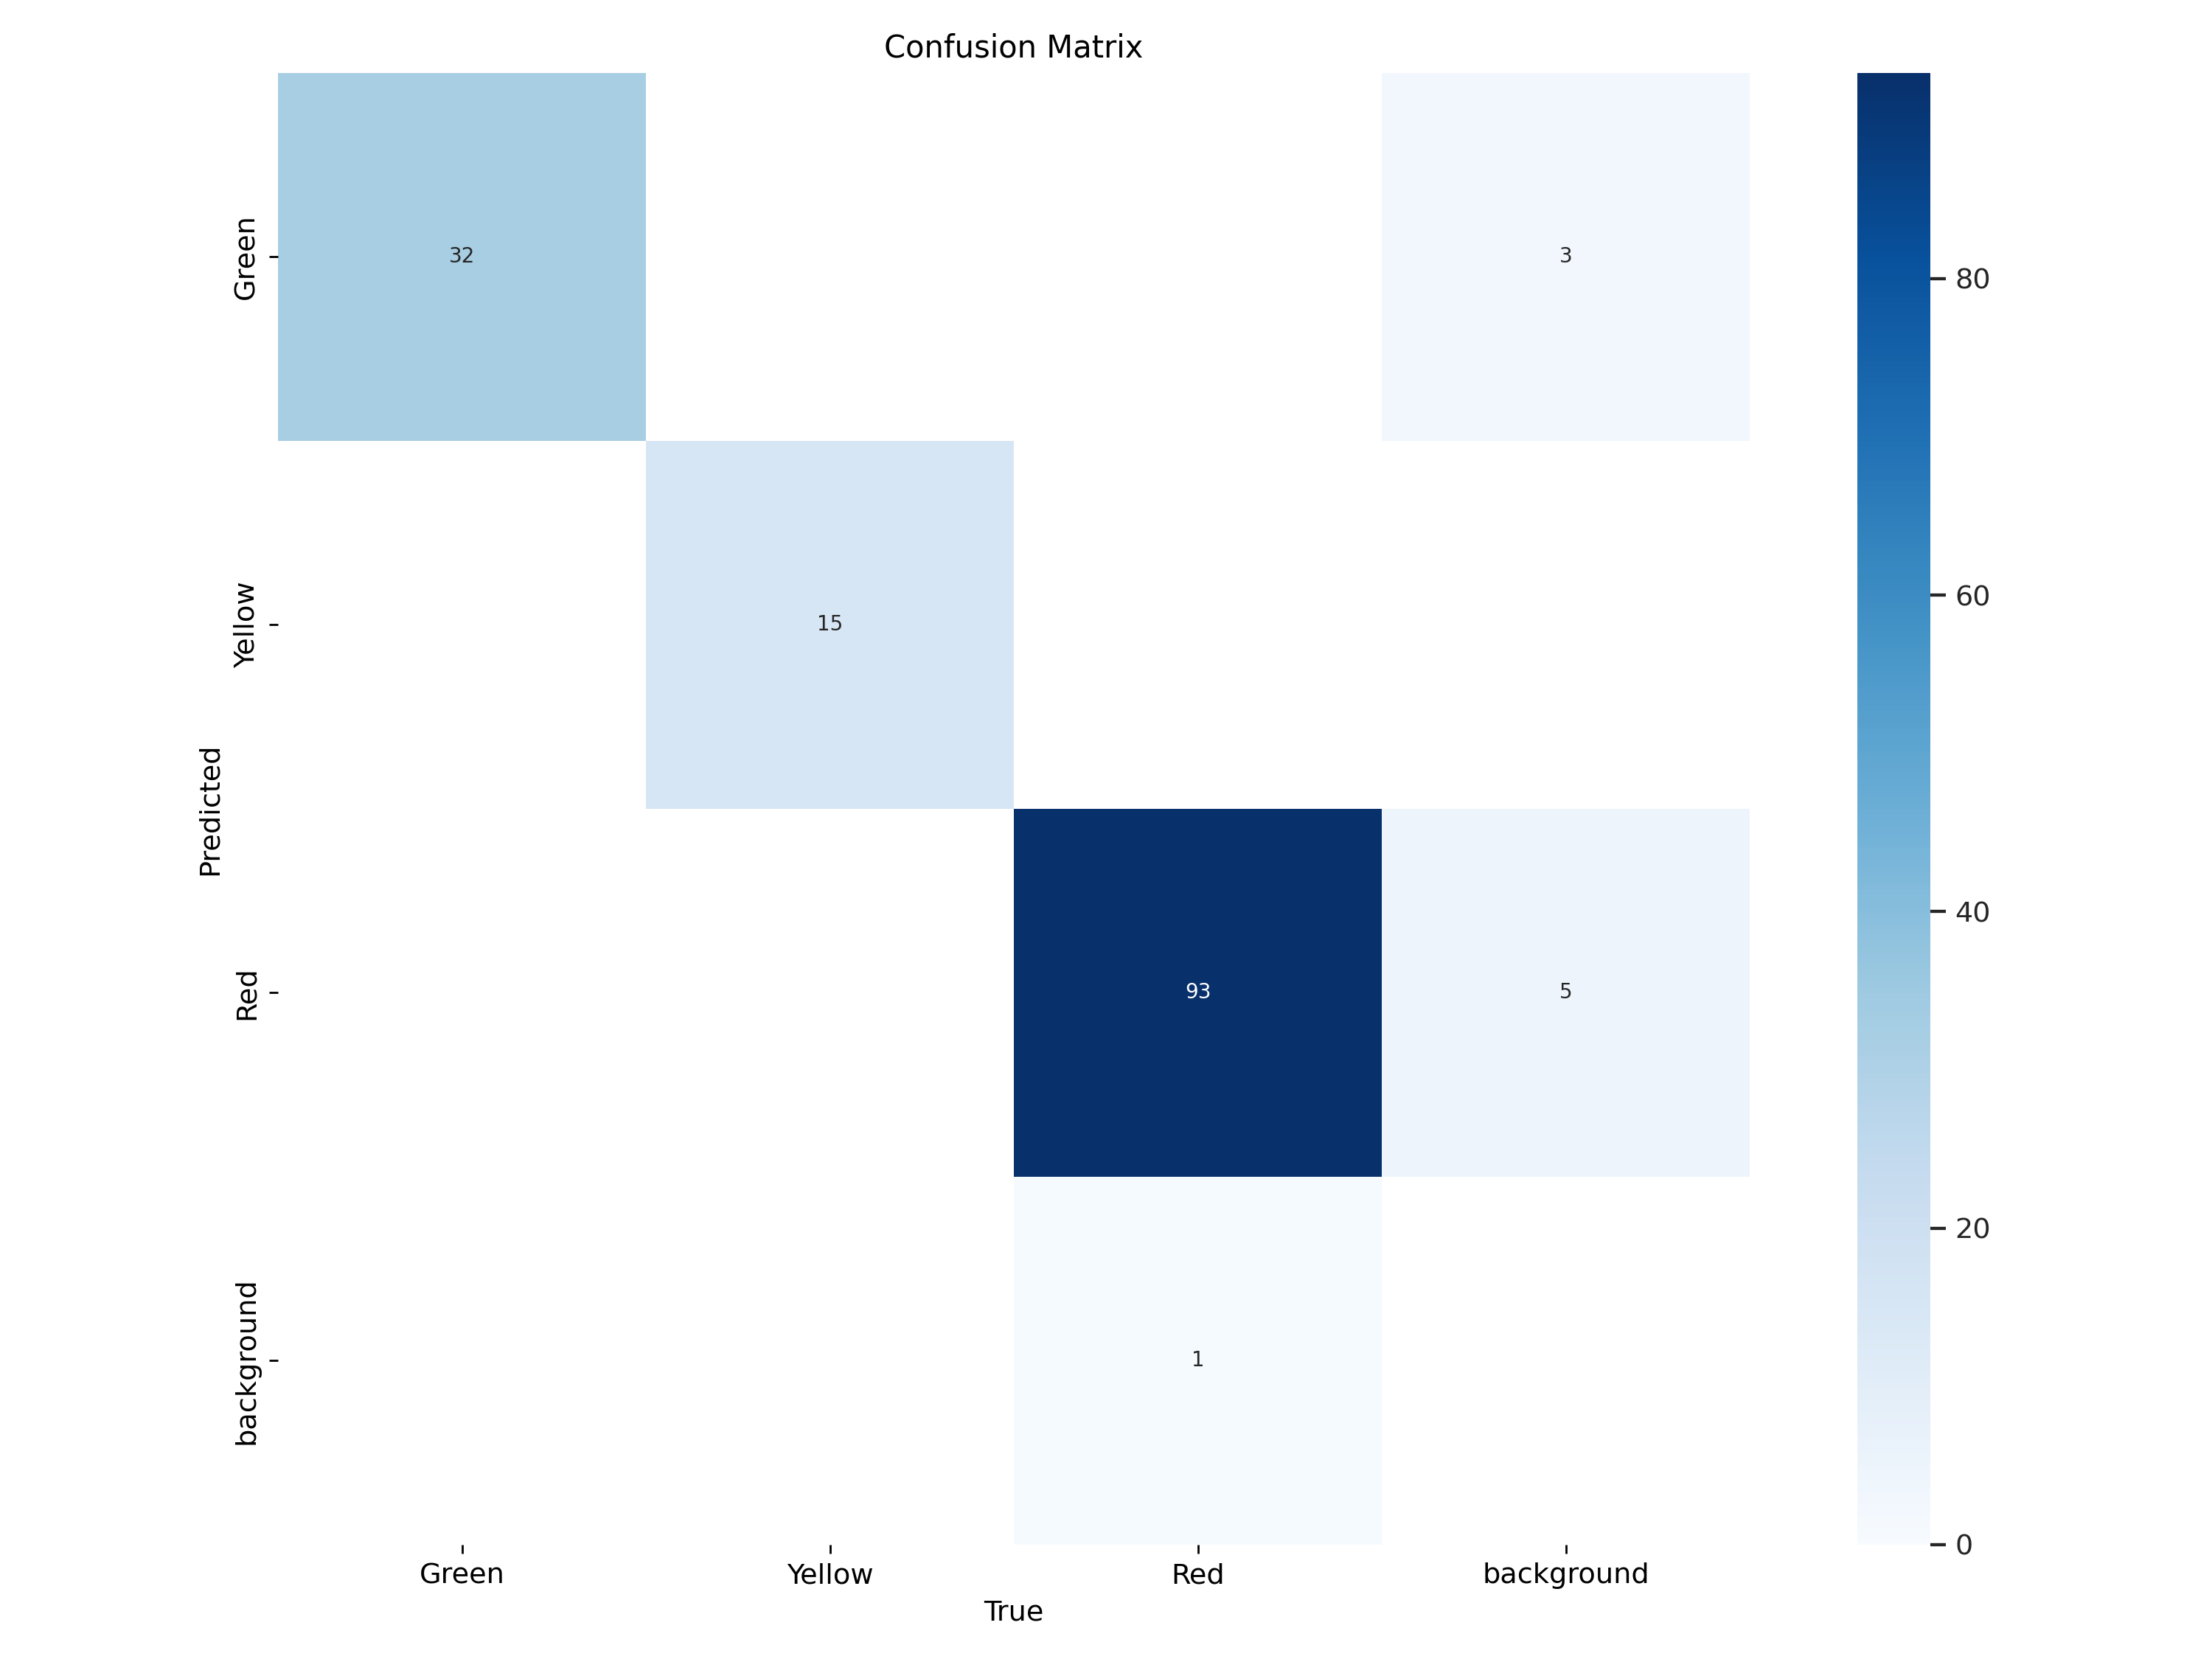 Confusion Matrix
Green
32
3
80
Yellow
15
60
Predicted
40
Red
93
5
20
background
1
0
Green Yellow Red background
True